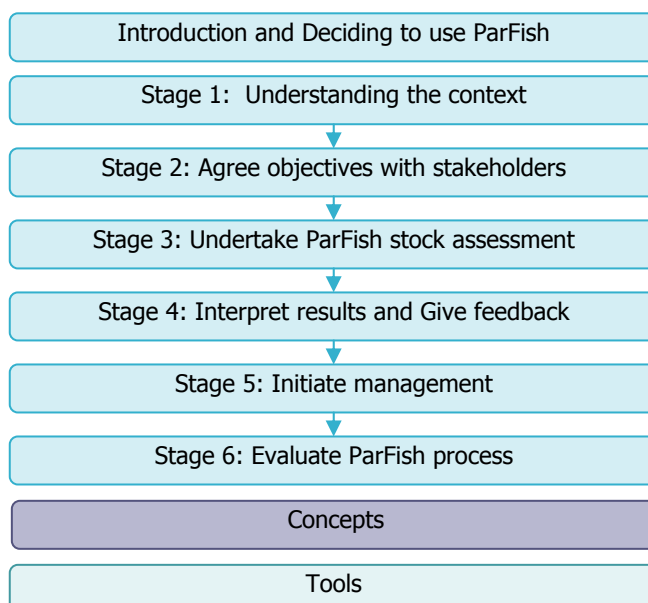 Introduction and Deciding to use ParFish
Stage 1:  Understanding the context
Stage 2: Agree objectives with stakeholders
Stage 3: Undertake ParFish stock assessment
Stage 4: Interpret results and Give feedback
Stage 5: Initiate management
Stage 6: Evaluate ParFish process
Concepts
Tools